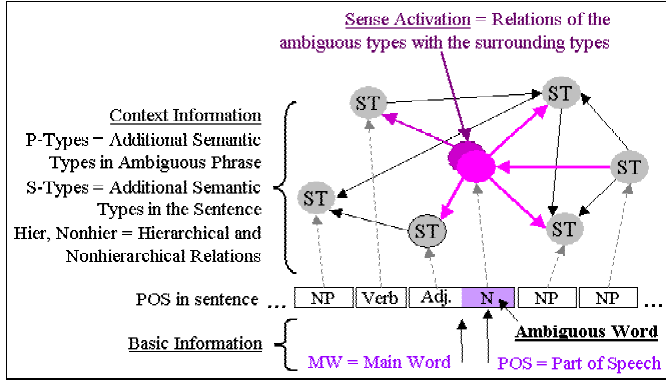 Sense Activation = Relations of the
ambiguous types with the surrounding types
ST
ST
Context Information
P-Types = Additional Semantic
Types in Ambiguous Phrase
S-Types = Additional Semantic
Types in the Sentence
Hier, Nonhier = Hierarchical and
Nonhierarchical Relations
ST
ST
ST
ST
POS in sentence ... NP Verb Adj. N NP NP ...
Ambiguous Word
Basic Information
MW = Main Word
POS = Part of Speech